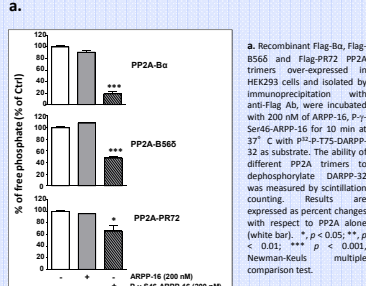 a.
120
100
80
60
40
20
0
PP2A-Bα
***
120
100
80
60
40
20
0
PP2A-B56δ
***
120
100
80
60
40
20
0
PP2A-PR72
*
% of free phosphate (% of Ctrl)
- + - ARPP-16 (200 nM)
- - + P-γ-S46-ARPP-16 (200 nM)
a. Recombinant Flag-Bα, Flag-
B56δ and Flag-PR72 PP2A
trimers over-expressed in
HEK293 cells and isolated by
immunoprecipitation with
anti-Flag Ab, were incubated
with 200 nM of ARPP-16, P-γ-
Ser46-ARPP-16 for 10 min at
37° C with P³²-P-T75-DARPP-
32 as substrate. The ability of
different PP2A trimers to
dephosphorylate DARPP-32
was measured by scintillation
counting. Results are
expressed as percent changes
with respect to PP2A alone
(white bar). *, p < 0.05; **, p
< 0.01; *** p < 0.001,
Newman-Keuls multiple
comparison test.